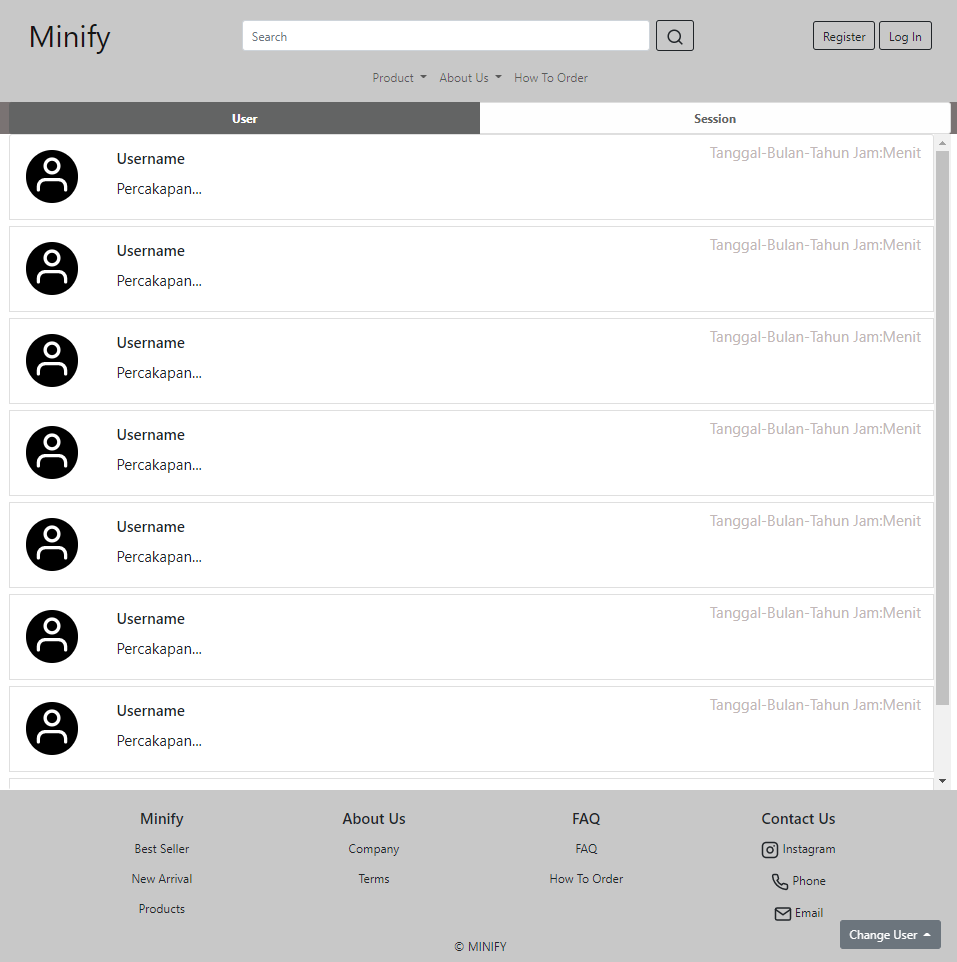 Minify
Search
Register
Log In
Product
About Us
How To Order
User
Session
Username
Tanggal-Bulan-Tahun Jam:Menit
Percakapan...
Username
Tanggal-Bulan-Tahun Jam:Menit
Percakapan...
Username
Tanggal-Bulan-Tahun Jam:Menit
Percakapan...
Username
Tanggal-Bulan-Tahun Jam:Menit
Percakapan...
Username
Tanggal-Bulan-Tahun Jam:Menit
Percakapan...
Username
Tanggal-Bulan-Tahun Jam:Menit
Percakapan...
Username
Tanggal-Bulan-Tahun Jam:Menit
Percakapan...
Minify
Best Seller
New Arrival
Products
About Us
Company
Terms
FAQ
FAQ
How To Order
Contact Us
Instagram
Phone
Email
Change User
© MINIFY